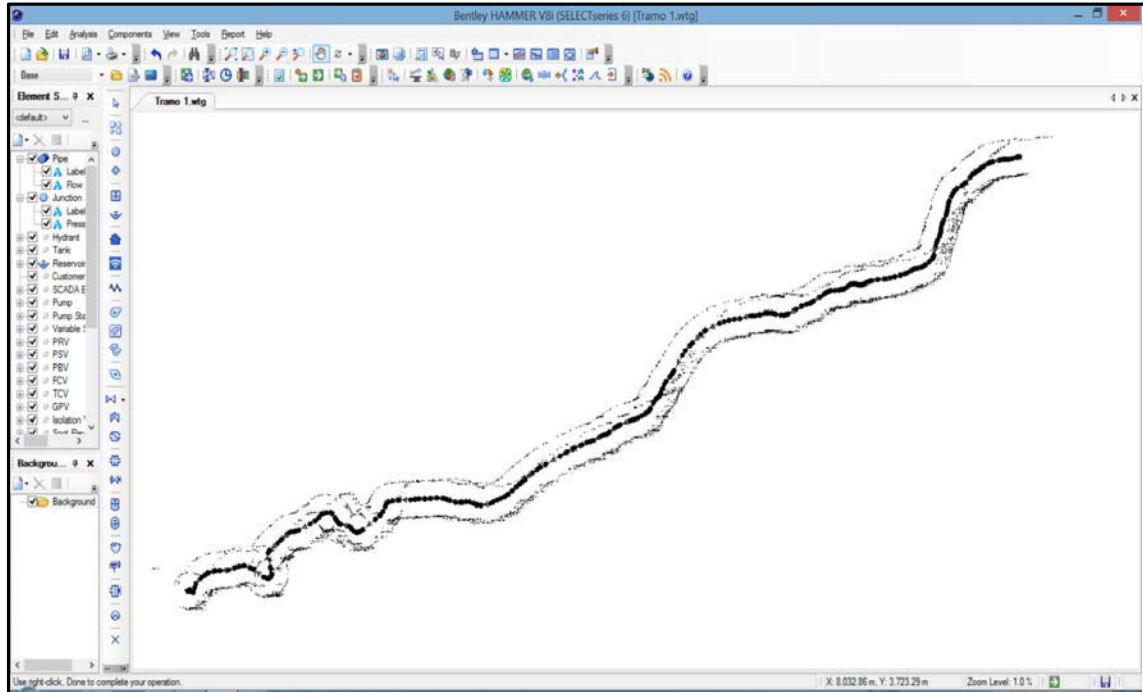 Bentley HAMMER V8i (SELECTseries 6) [Tramo 1.wtg]
File Edit Analysis Components View Tools Report Help
Base
Element S...
<default>
Tramo 1.wtg
Pipe
Label
Flow
Junction
Label
Press
Hydrant
Tank
Reservoir
Customer
SCADA E
Pump
Pump Sta
Variable S
PRV
PSV
PBV
FCV
TCV
GPV
Isolation
Backgrou...
Background
Use right-click, Done to complete your operation.
X: 8.032.86 m, Y: 3.723.29 m
Zoom Level: 1.0 %